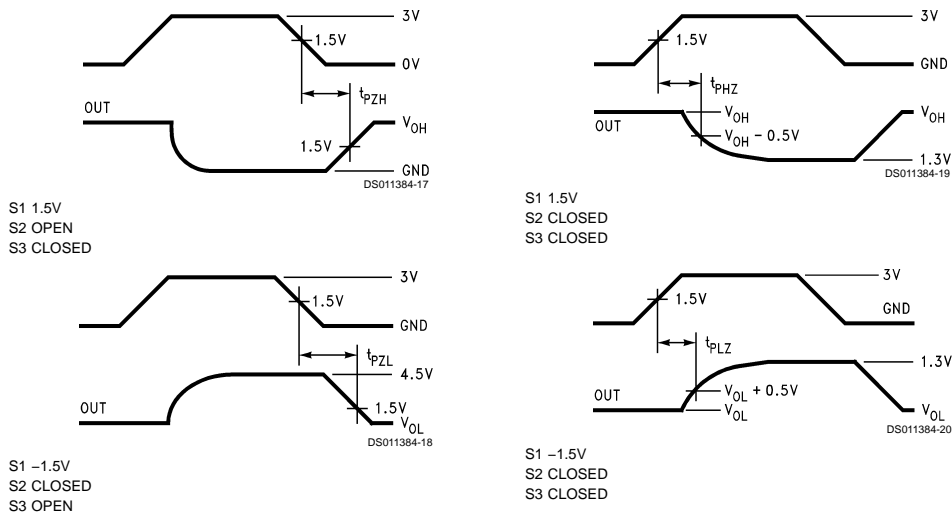 3V
1.5V
0V
tPZH
OUT
VOH
1.5V
GND
DS011384-17
S1 1.5V
S2 OPEN
S3 CLOSED
3V
1.5V
GND
tPHZ
VOH
VOH
OUT
VOH − 0.5V
1.3V
DS011384-19
S1 1.5V
S2 CLOSED
S3 CLOSED
3V
1.5V
GND
tPZL
4.5V
OUT
1.5V
VOL
DS011384-18
S1 −1.5V
S2 CLOSED
S3 OPEN
3V
1.5V
GND
tPLZ
1.3V
VOL + 0.5V
OUT
VOL
VOL
DS011384-20
S1 −1.5V
S2 CLOSED
S3 CLOSED